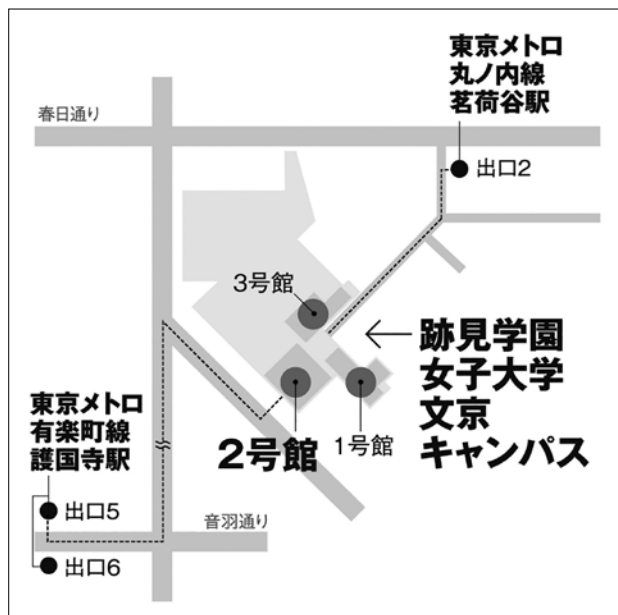 東京メトロ
丸ノ内線
茗荷谷駅
春日通り
出口2
3号館
跡見学園
女子大学
文京
キャンパス
東京メトロ
有楽町線
護国寺駅
2号館
1号館
出口5
音羽通り
出口6